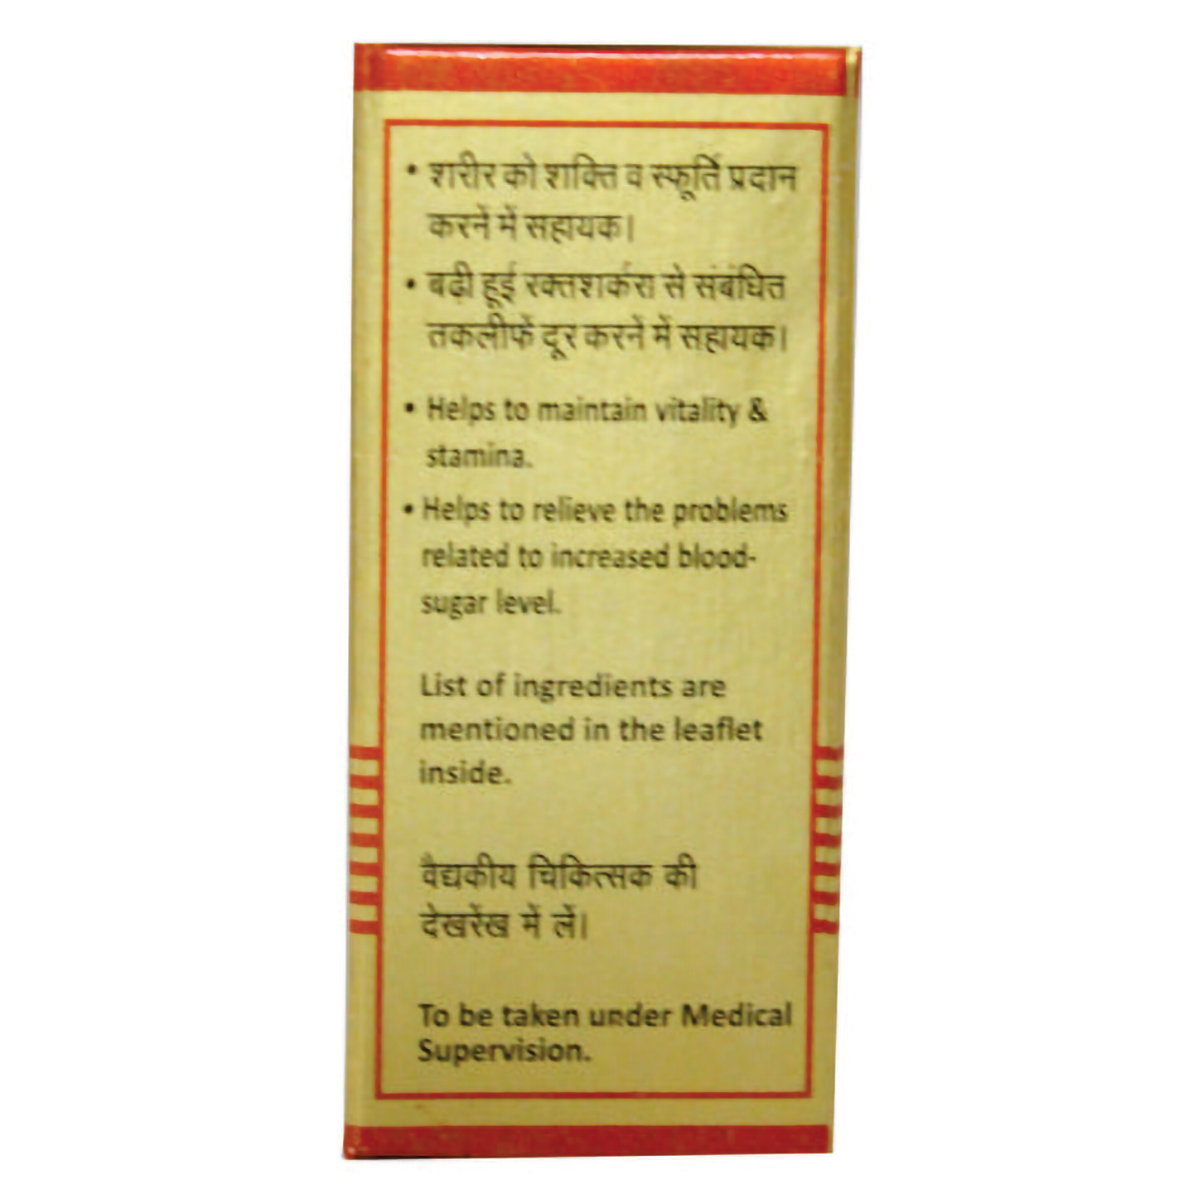 • शरीर को शक्ति व स्फूर्ति प्रदान
करनें में सहायक।
• बढी हूई रक्तशर्करा से संबंधित
तकलीफें दूर करनें में सहायक।
• Helps to maintain vitality &
stamina.
• Helps to relieve the problems
related to increased blood-
sugar level.
List of ingredients are
mentioned in the leaflet
inside.
वैद्यकीय चिकित्सक की
देखरेंख में लें।
To be taken under Medical
Supervision.